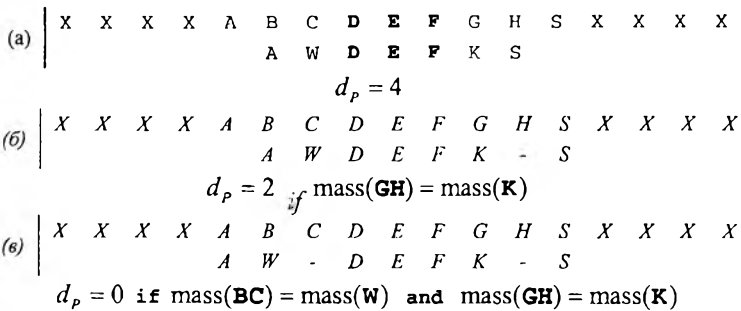 (а) X X X X A B C D E F G H S X X X X
A W D E F K S
d_P = 4
(б) X X X X A B C D E F G H S X X X X
A W D E F K - S
d_P = 2 if mass(GH) = mass(K)
(в) X X X X A B C D E F G H S X X X X
A W - D E F K - S
d_P = 0 if mass(BC) = mass(W) and mass(GH) = mass(K)